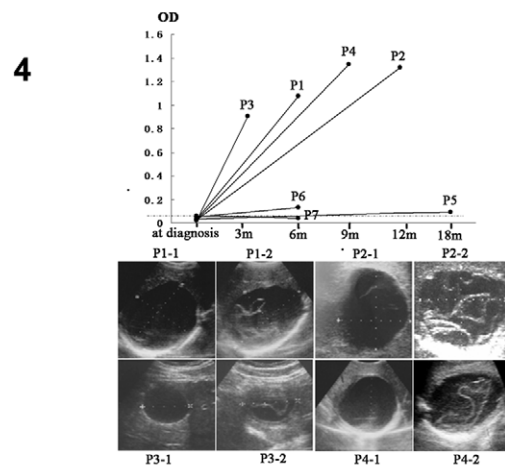 4
OD
1.6
1.4
1.2
1
0.8
0.6
0.4
0.2
0
P3
P1
P4
P2
P6
P7
P5
at diagnosis 3m 6m 9m 12m 18m
P1-1 P1-2 P2-1 P2-2
P3-1 P3-2 P4-1 P4-2